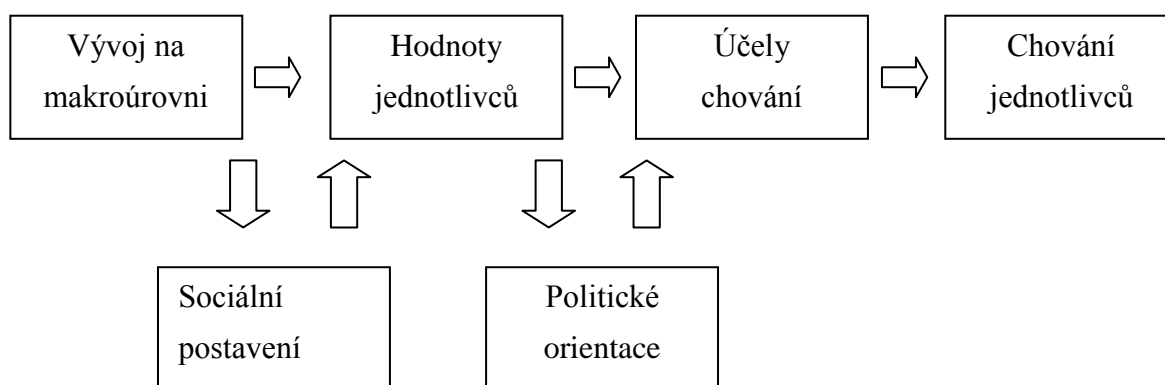 Vývoj na
makroúrovni
Hodnoty
jednotlivců
Účely
chování
Chování
jednotlivců
Sociální
postavení
Politické
orientace